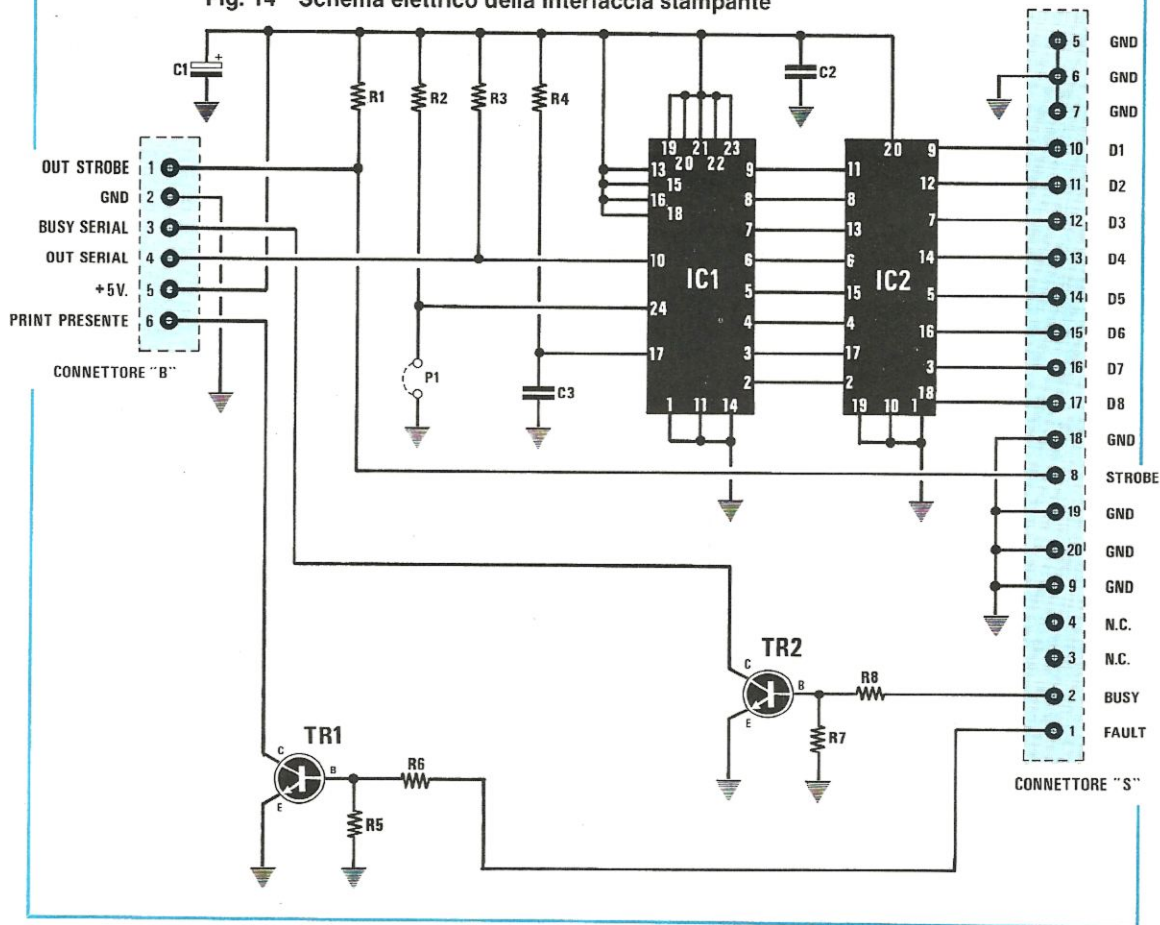 Fig. 14 Schema elettrico della interfaccia stampante
C1
+
R1
R2
R3
R4
C2
OUT STROBE 1
GND 2
BUSY SERIAL 3
OUT SERIAL 4
+5V. 5
PRINT PRESENTE 6
CONNETTORE "B"
P1
C3
19 20 21 22 23
13
15
16
18
10
24
17
IC1
9
8
7
6
5
4
3
2
1 11 14
20
11
8
13
6
15
4
17
2
IC2
9
12
7
14
5
16
3
18
19 10 1
5 GND
6 GND
7 GND
10 D1
11 D2
12 D3
13 D4
14 D5
15 D6
16 D7
17 D8
18 GND
8 STROBE
19 GND
20 GND
9 GND
4 N.C.
3 N.C.
2 BUSY
1 FAULT
CONNETTORE "S"
TR2
C
B
E
R8
R7
TR1
C
B
E
R6
R5